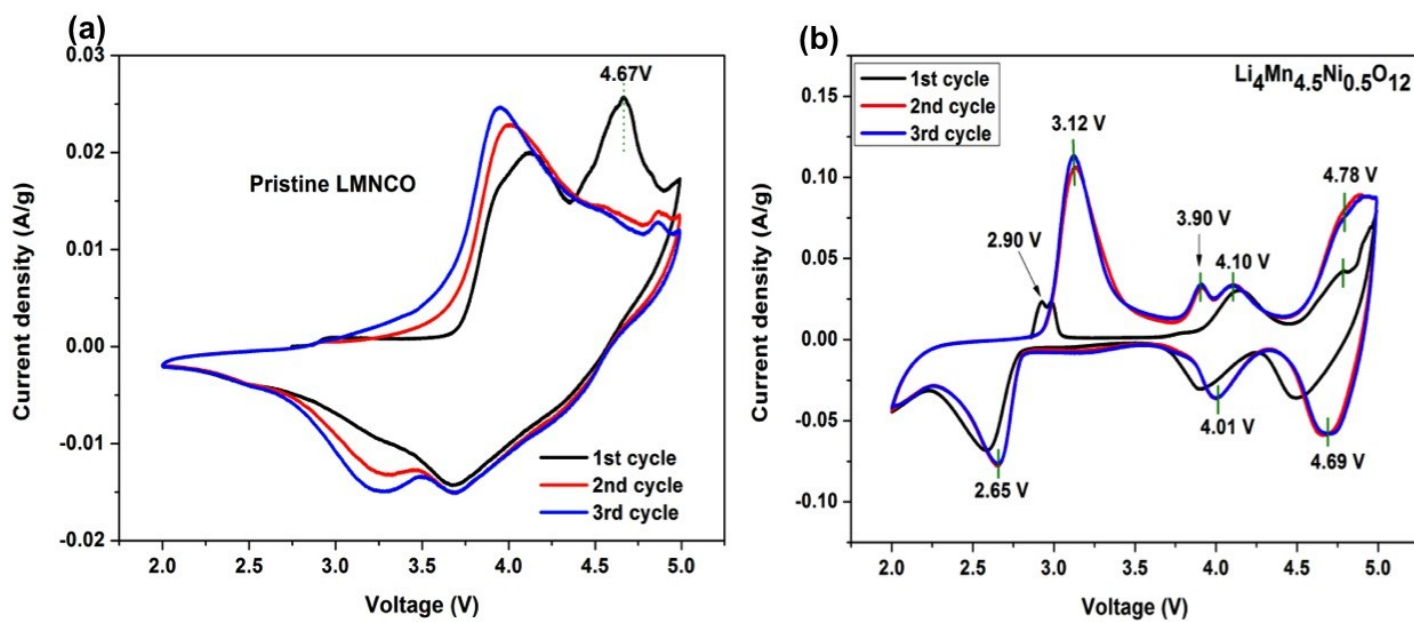 (a)
0.03
0.02
0.01
0.00
-0.01
-0.02
Current density (A/g)
4.67V
Pristine LMNCO
1st cycle
2nd cycle
3rd cycle
2.0 2.5 3.0 3.5 4.0 4.5 5.0
Voltage (V)
(b)
0.15
0.10
0.05
0.00
-0.05
-0.10
Current density (A/g)
1st cycle
2nd cycle
3rd cycle
Li4Mn4.5Ni0.5O12
3.12 V
4.78 V
2.90 V
3.90 V
4.10 V
4.01 V
4.69 V
2.65 V
2.0 2.5 3.0 3.5 4.0 4.5 5.0
Voltage (V)